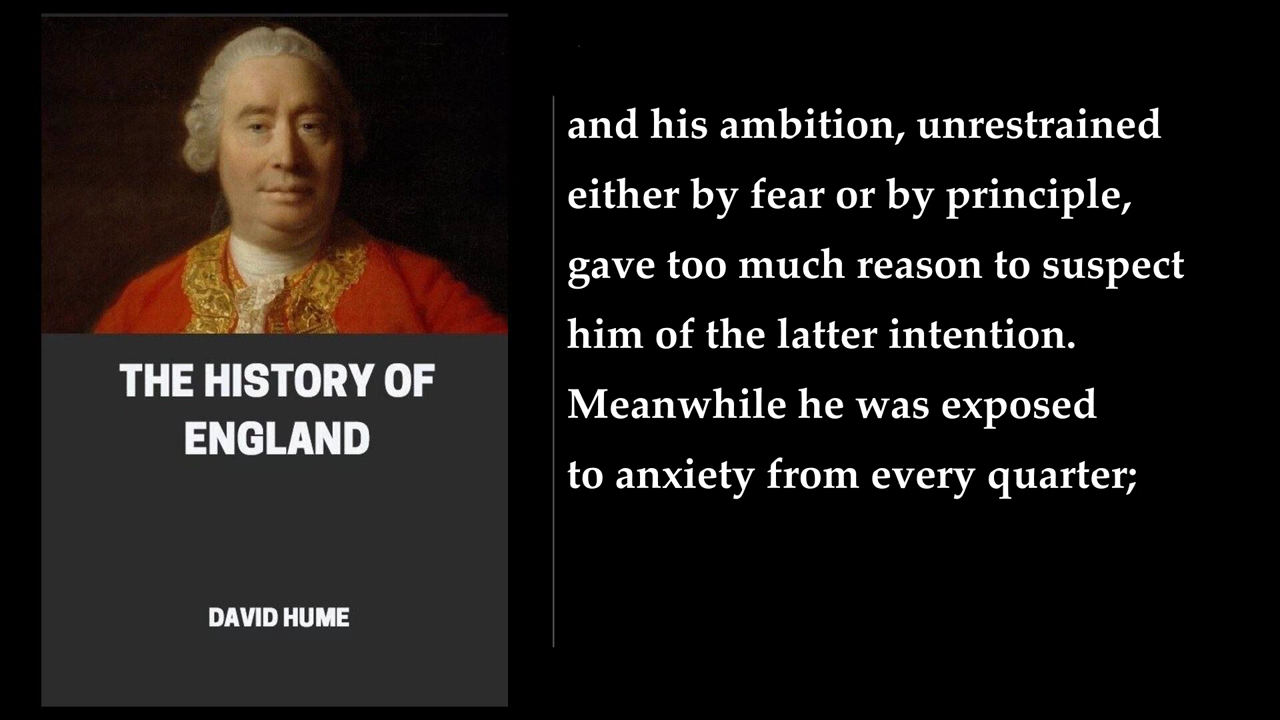 THE HISTORY OF
ENGLAND
DAVID HUME
and his ambition, unrestrained
either by fear or by principle,
gave too much reason to suspect
him of the latter intention.
Meanwhile he was exposed
to anxiety from every quarter;